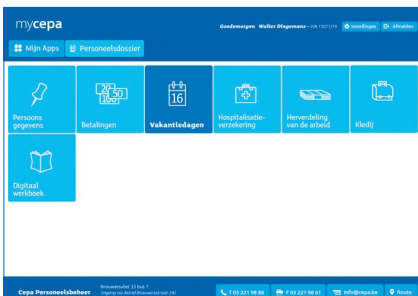 mycepa
Goedemorgen Walter Dingemans
Instellingen
Afmelden
Mijn Apps
Personeelsdossier
100 50
16
Persoons
gegevens
Betalingen
Vakantiedagen
Hospitalisatie-
verzekering
Herverdeling
van de arbeid
Kledij
Digitaal
werkboek
Cepa Personeelsbeheer
Brouwersvliet 33 bus
7
T 03 221 98 86
F 03 221 98 61
info@cepa.be
Route